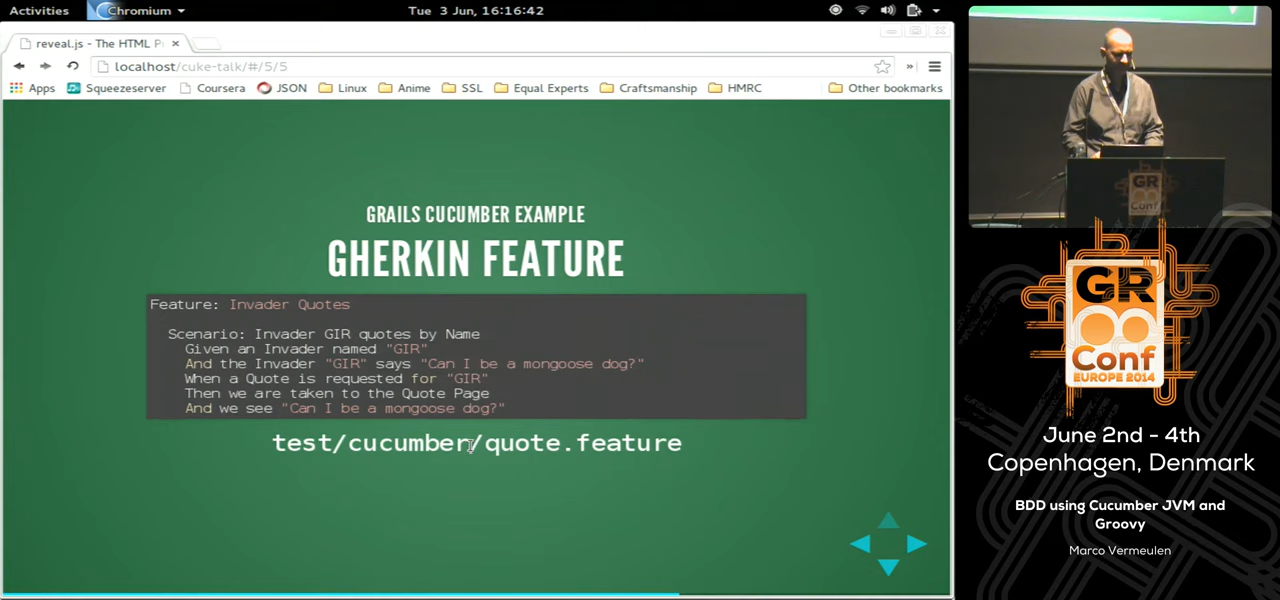 Activities
Chromium
Tue 3 Jun, 16:16:42
reveal.js - The HTML P
localhost/cuke-talk/#/5/5
Apps
Squeezeserver
Coursera
JSON
Linux
Anime
SSL
Equal Experts
Craftsmanship
HMRC
Other bookmarks
GRAILS CUCUMBER EXAMPLE
GHERKIN FEATURE
Feature: Invader Quotes
Scenario: Invader GIR quotes by Name
Given an Invader named "GIR"
And the Invader "GIR" says "Can I be a mongoose dog?"
When a Quote is requested for "GIR"
Then we are taken to the Quote Page
And we see "Can I be a mongoose dog?"
test/cucumber/quote.feature
GR
Conf
GR
Conf
EUROPE 2014
June 2nd - 4th
Copenhagen, Denmark
BDD using Cucumber JVM and
Groovy
Marco Vermeulen